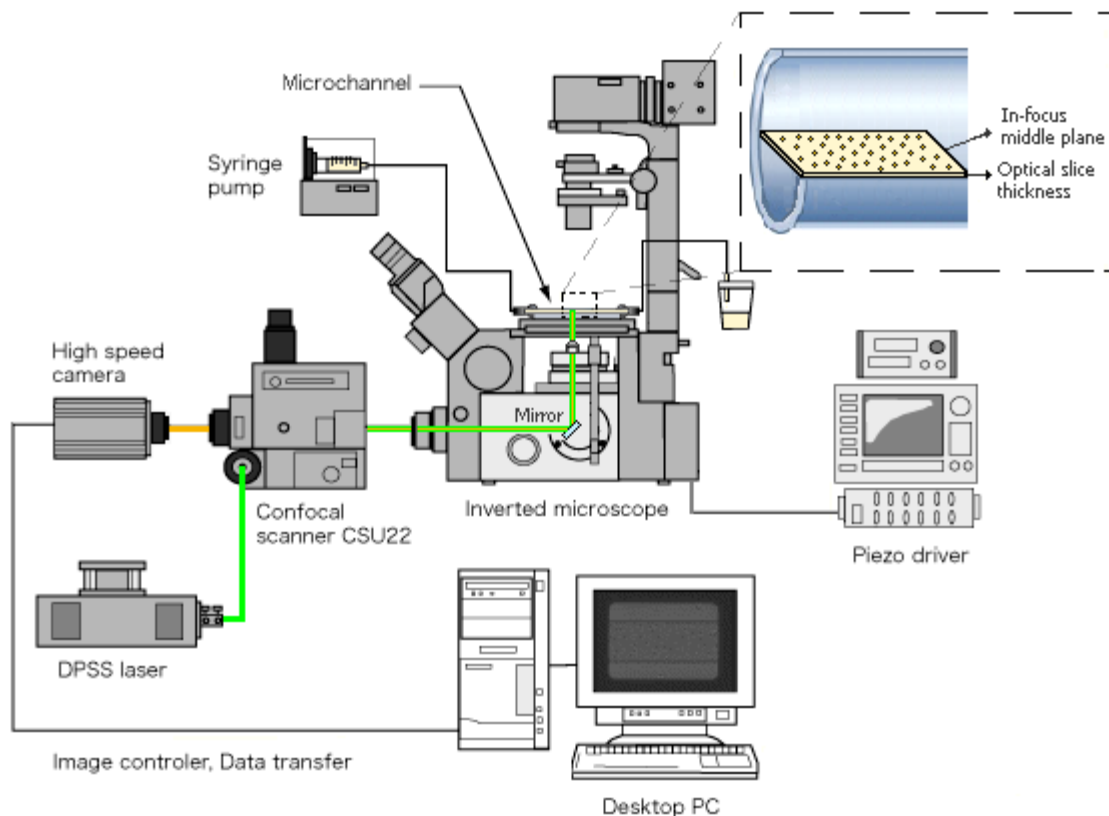 Microchannel
Syringe
pump
In-focus
middle plane
Optical slice
thickness
High speed
camera
Mirror
Confocal
scanner CSU22
Inverted microscope
Piezo driver
DPSS laser
Image controler, Data transfer
Desktop PC